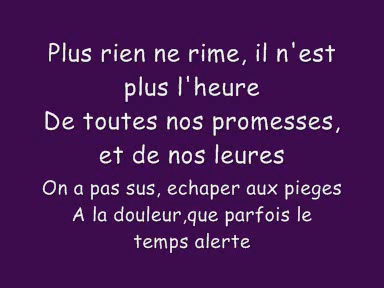 Plus rien ne rime, il n'est
plus l'heure
De toutes nos promesses,
et de nos leures
On a pas sus, echaper aux pieges
A la douleur,que parfois le
temps alerte